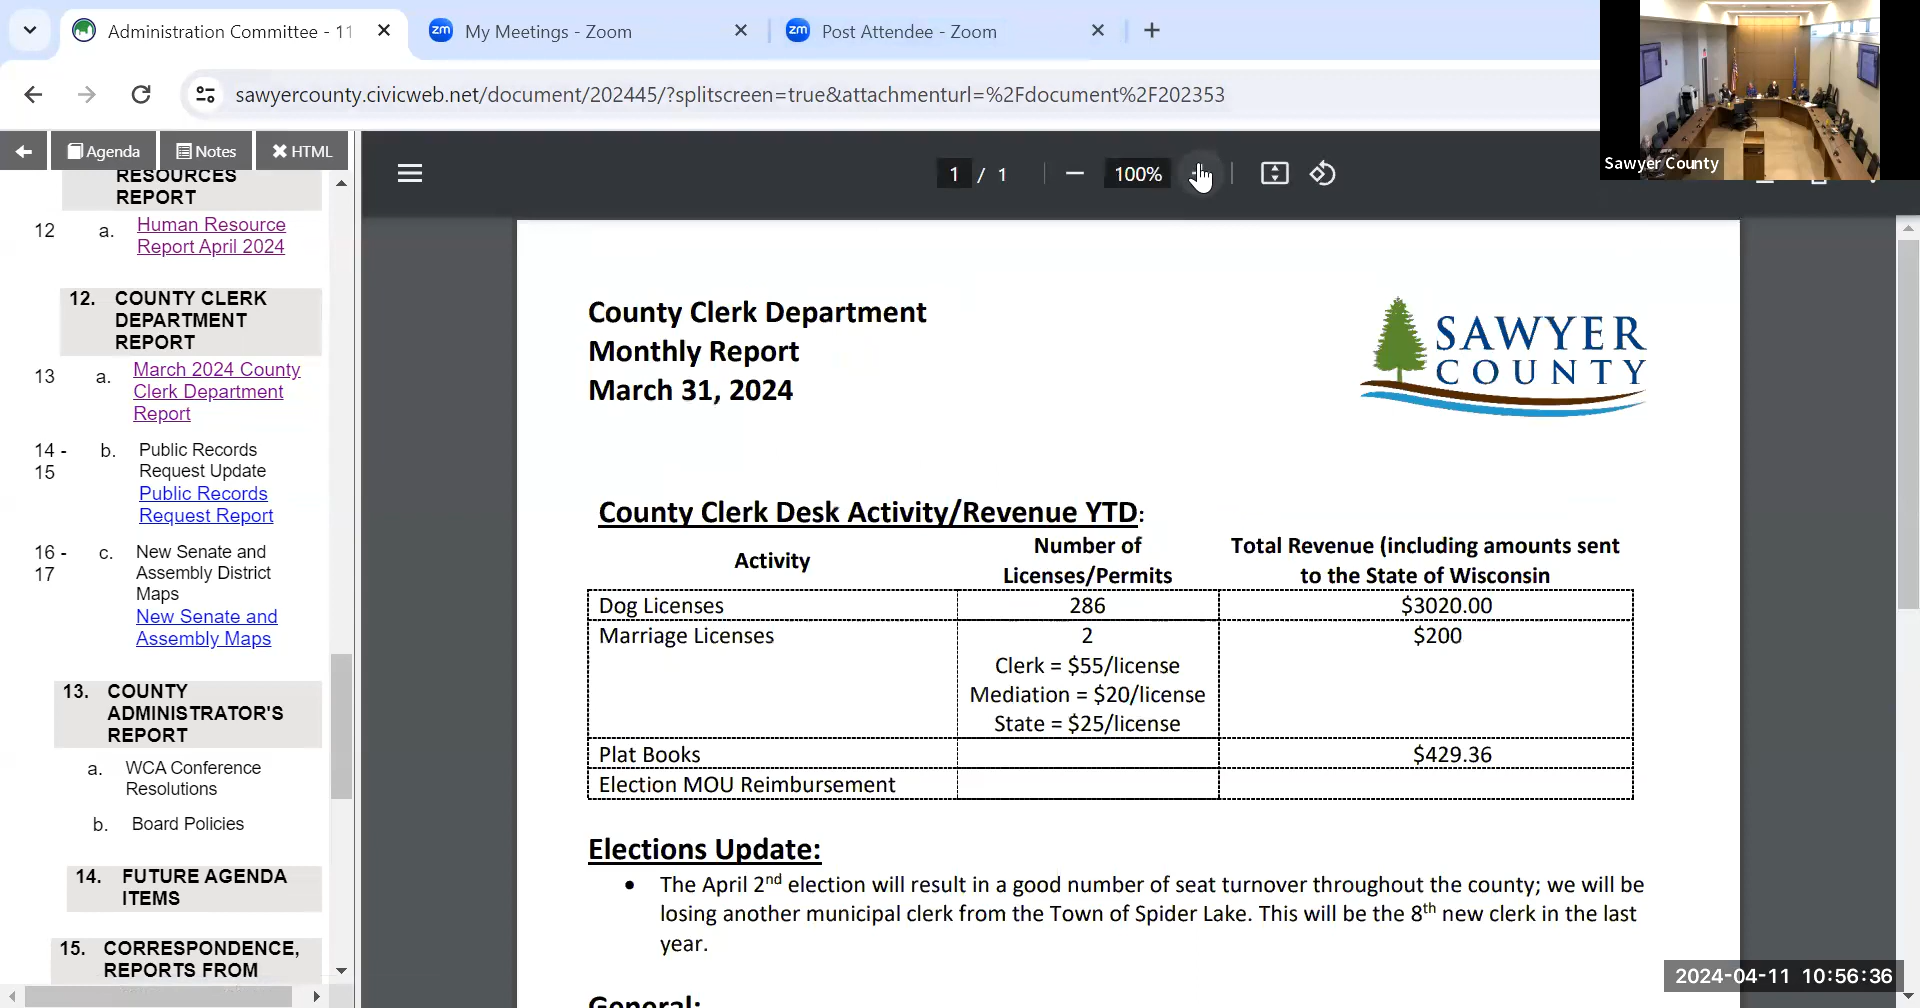 Administration Committee - 11
My Meetings - Zoom
Post Attendee - Zoom
sawyercounty.civicweb.net/document/202445/?splitscreen=true&attachmenturl=%2Fdocument%2F202353
Sawyer County
Agenda
Notes
HTML
1 / 1
100%
RESOURCES
REPORT
12 a. Human Resource
Report April 2024
12. COUNTY CLERK
DEPARTMENT
REPORT
13 a. March 2024 County
Clerk Department
Report
14 - b. Public Records
15 Request Update
Public Records
Request Report
16 - c. New Senate and
17 Assembly District
Maps
New Senate and
Assembly Maps
13. COUNTY
ADMINISTRATOR'S
REPORT
a. WCA Conference
Resolutions
b. Board Policies
14. FUTURE AGENDA
ITEMS
15. CORRESPONDENCE,
REPORTS FROM
County Clerk Department
Monthly Report
March 31, 2024
SAWYER
COUNTY
County Clerk Desk Activity/Revenue YTD:
Activity
Number of
Licenses/Permits
Total Revenue (including amounts sent
to the State of Wisconsin
Dog Licenses 286 $3020.00
Marriage Licenses 2 $200
Clerk = $55/license
Mediation = $20/license
State = $25/license
Plat Books $429.36
Election MOU Reimbursement
Elections Update:
• The April 2nd election will result in a good number of seat turnover throughout the county; we will be
losing another municipal clerk from the Town of Spider Lake. This will be the 8th new clerk in the last
year.
General:
2024-04-11 10:56:36